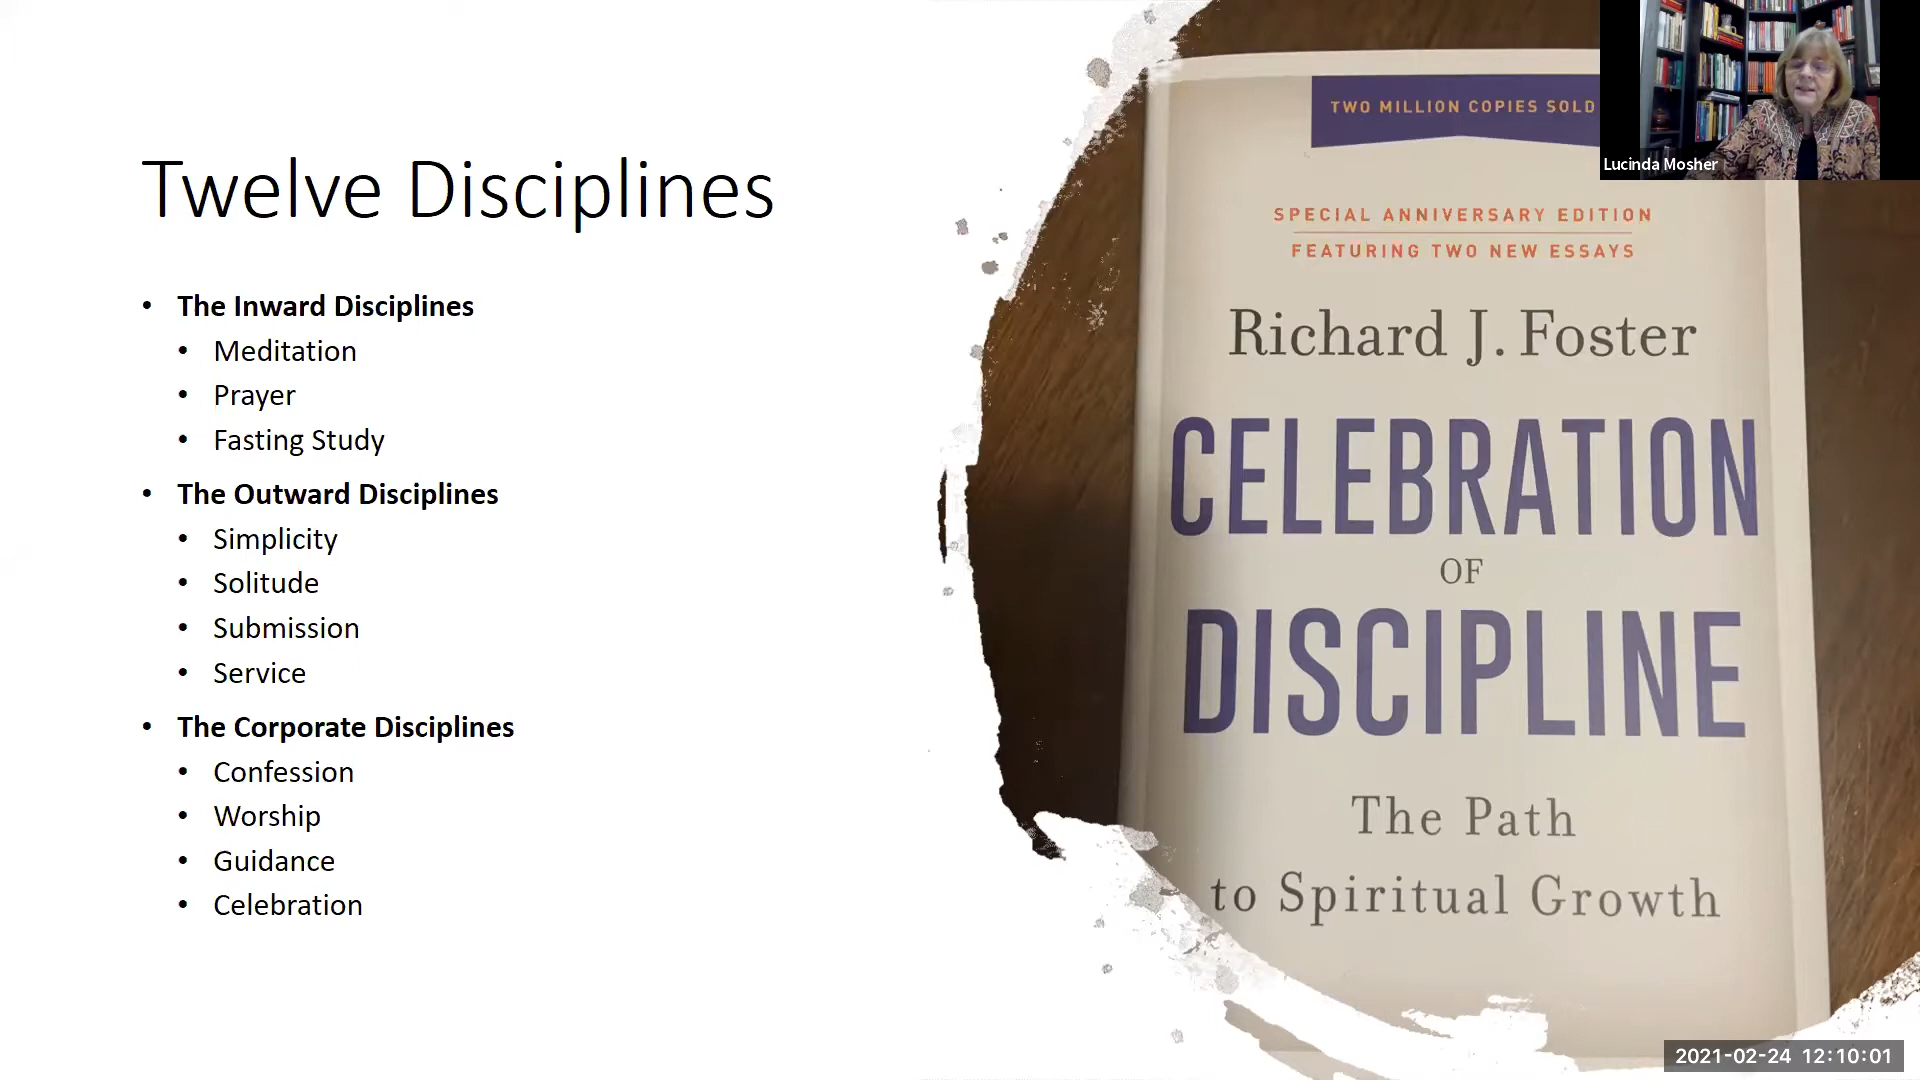 Twelve Disciplines
• The Inward Disciplines
• Meditation
• Prayer
• Fasting Study
• The Outward Disciplines
• Simplicity
• Solitude
• Submission
• Service
• The Corporate Disciplines
• Confession
• Worship
• Guidance
• Celebration
TWO MILLION COPIES SOLD
SPECIAL ANNIVERSARY EDITION
FEATURING TWO NEW ESSAYS
Richard J. Foster
CELEBRATION
OF
DISCIPLINE
The Path
to Spiritual Growth
Lucinda Mosher
2021-02-24 12:10:01